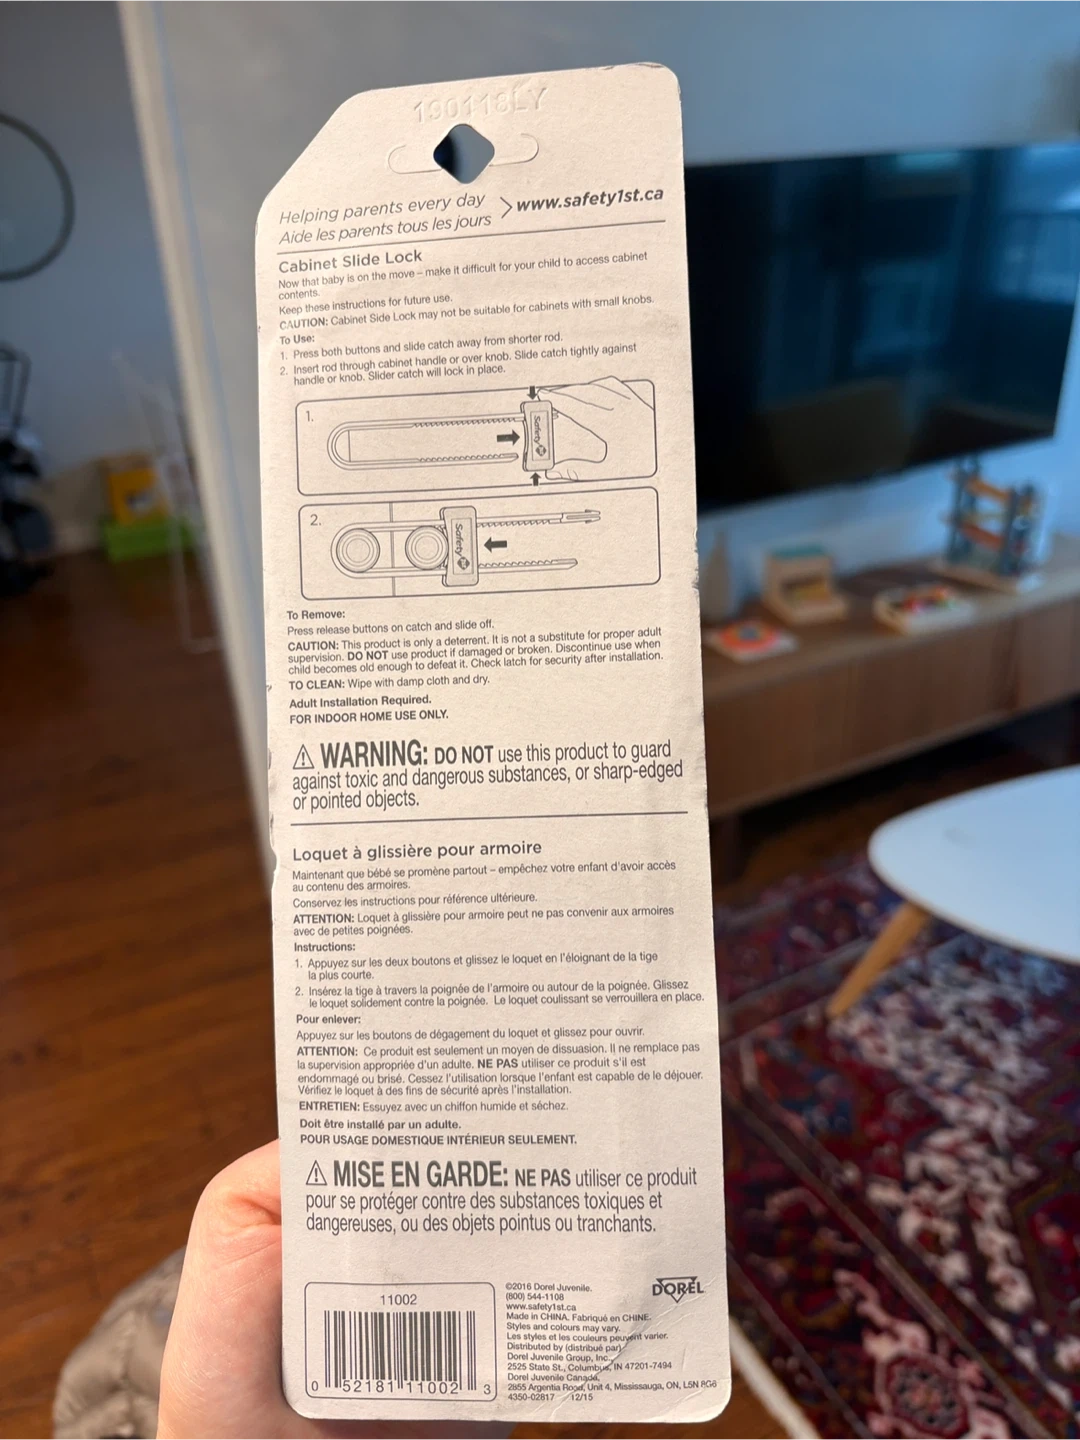 190118LY
Helping parents every day
Aide les parents tous les jours
www.safety1st.ca
Cabinet Slide Lock
Now that baby is on the move – make it difficult for your child to access cabinet
contents.
Keep these instructions for future use.
CAUTION: Cabinet Side Lock may not be suitable for cabinets with small knobs.
To Use:
1. Press both buttons and slide catch away from shorter rod.
2. Insert rod through cabinet handle or over knob. Slide catch tightly against
handle or knob. Slider catch will lock in place.
1.
Safety 1st
2.
Safety 1st
To Remove:
Press release buttons on catch and slide off.
CAUTION: This product is only a deterrent. It is not a substitute for proper adult
supervision. DO NOT use product if damaged or broken. Discontinue use when
child becomes old enough to defeat it. Check latch for security after installation.
TO CLEAN: Wipe with damp cloth and dry.
Adult Installation Required.
FOR INDOOR HOME USE ONLY.
⚠ WARNING: DO NOT use this product to guard
against toxic and dangerous substances, or sharp-edged
or pointed objects.
Loquet à glissière pour armoire
Maintenant que bébé se promène partout – empêchez votre enfant d'avoir accès
au contenu des armoires.
Conservez les instructions pour référence ultérieure.
ATTENTION: Loquet à glissière pour armoire peut ne pas convenir aux armoires
avec de petites poignées.
Instructions:
1. Appuyez sur les deux boutons et glissez le loquet en l'éloignant de la tige
la plus courte.
2. Insérez la tige à travers la poignée de l'armoire ou autour de la poignée. Glissez
le loquet solidement contre la poignée. Le loquet coulissant se verrouillera en place.
Pour enlever:
Appuyez sur les boutons de dégagement du loquet et glissez pour ouvrir.
ATTENTION: Ce produit est seulement un moyen de dissuasion. Il ne remplace pas
la supervision appropriée d'un adulte. NE PAS utiliser ce produit s'il est
endommagé ou brisé. Cessez l'utilisation lorsque l'enfant est capable de le déjouer.
Vérifiez le loquet à des fins de sécurité après l'installation.
ENTRETIEN: Essuyez avec un chiffon humide et séchez.
Doit être installé par un adulte.
POUR USAGE DOMESTIQUE INTÉRIEUR SEULEMENT.
⚠ MISE EN GARDE: NE PAS utiliser ce produit
pour se protéger contre des substances toxiques et
dangereuses, ou des objets pointus ou tranchants.
11002
0 52181 11002 3
©2016 Dorel Juvenile.
(800) 544-1108
www.safety1st.ca
Made in CHINA. Fabriqué en CHINE.
Styles and colours may vary.
Les styles et les couleurs peuvent varier.
Distributed by (distribué par)
Dorel Juvenile Group, Inc.,
2525 State St., Columbus, IN 47201-7494
Dorel Juvenile Canada,
2855 Argentia Road, Unit 4, Mississauga, ON, L5N 8G6
4350-02817 12/15
DOREL